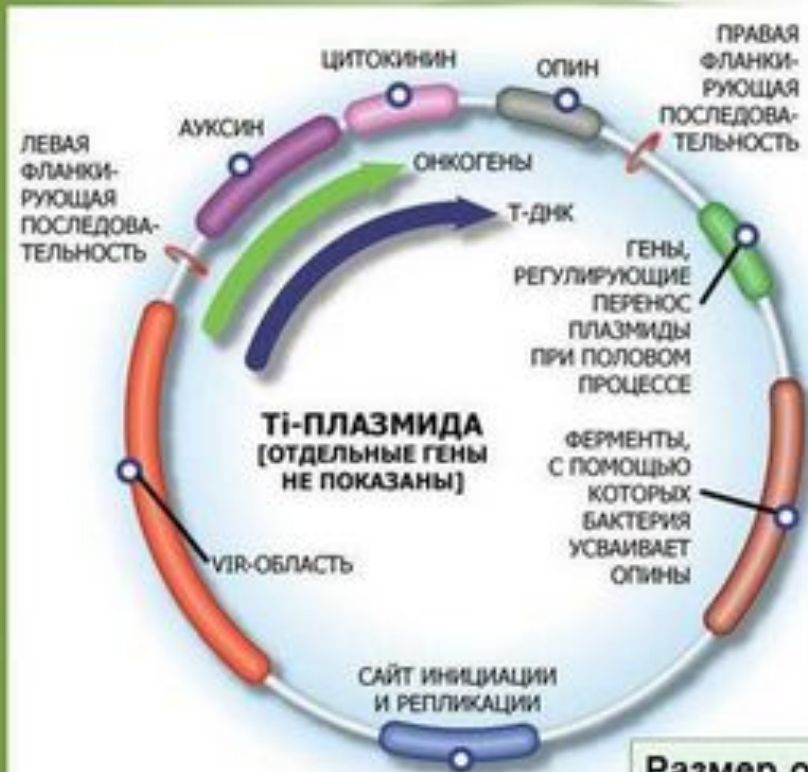 ЦИТОКИНИН
ОПИН
ПРАВАЯ
ФЛАНКИ-
РУЮЩАЯ
ПОСЛЕДОВА-
ТЕЛЬНОСТЬ
АУКСИН
ЛЕВАЯ
ФЛАНКИ-
РУЮЩАЯ
ПОСЛЕДОВА-
ТЕЛЬНОСТЬ
ОНКОГЕНЫ
Т-ДНК
ГЕНЫ,
РЕГУЛИРУЮЩИЕ
ПЕРЕНОС
ПЛАЗМИДЫ
ПРИ ПОЛОВОМ
ПРОЦЕССЕ
Ti-ПЛАЗМИДА
[ОТДЕЛЬНЫЕ ГЕНЫ
НЕ ПОКАЗАНЫ]
ФЕРМЕНТЫ,
С ПОМОЩЬЮ
КОТОРЫХ
БАКТЕРИЯ
УСВАИВАЕТ
ОПИНЫ
VIR-ОБЛАСТЬ
САЙТ ИНИЦИАЦИИ
И РЕПЛИКАЦИИ
Размер